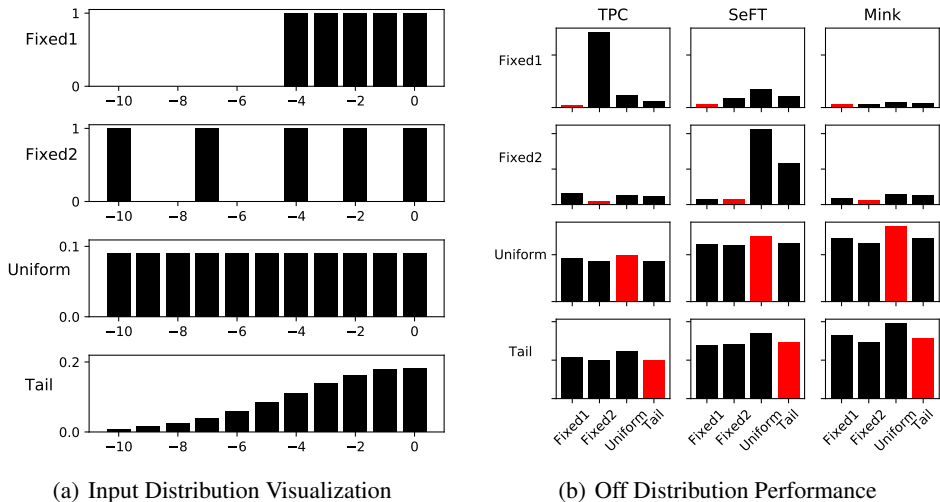 TPC SeFT Mink
1
Fixed1
0
−10 −8 −6 −4 −2 0
Fixed1
1
Fixed2
0
−10 −8 −6 −4 −2 0
Fixed2
0.1
Uniform
0.0
−10 −8 −6 −4 −2 0
Uniform
0.2
Tail
0.0
−10 −8 −6 −4 −2 0
Tail
Fixed1 Fixed2 Uniform Tail Fixed1 Fixed2 Uniform Tail Fixed1 Fixed2 Uniform Tail
(a) Input Distribution Visualization
(b) Off Distribution Performance